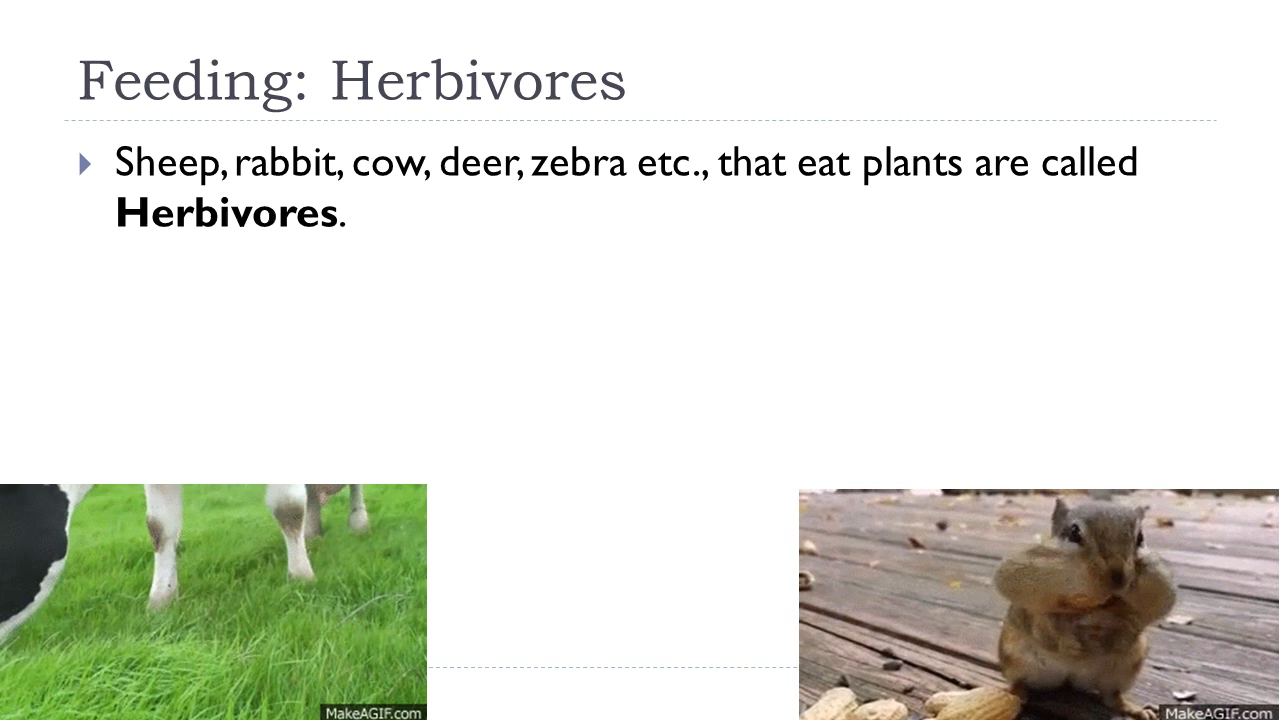 Feeding: Herbivores
Sheep, rabbit, cow, deer, zebra etc., that eat plants are called
Herbivores.
MakeAGIF.com
MakeAGIF.com